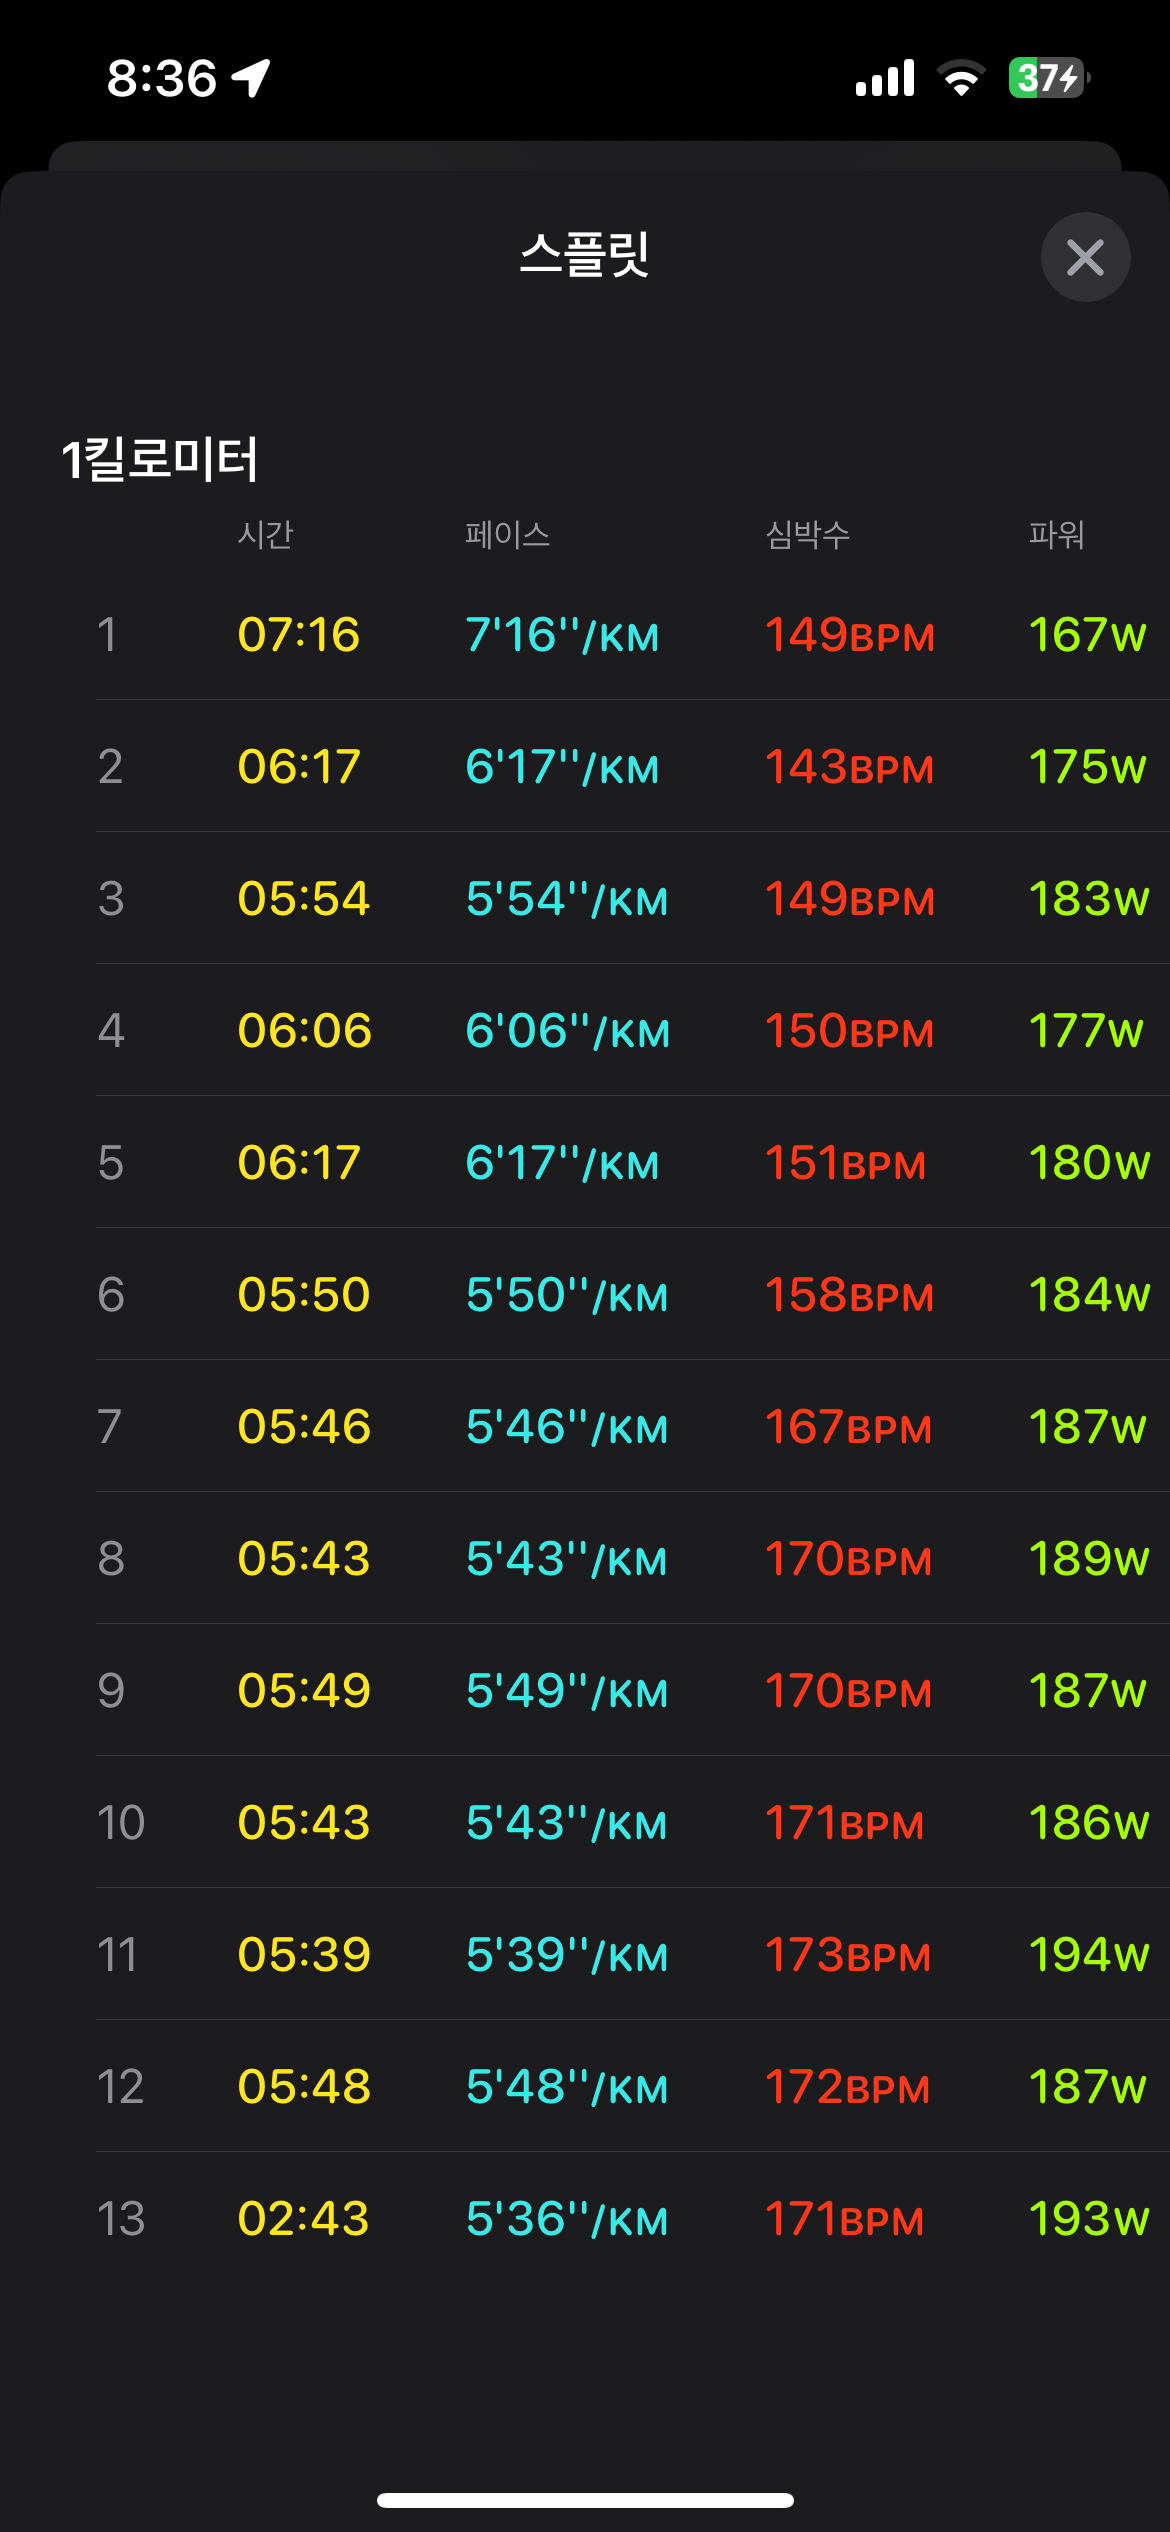 8:36 37
스플릿
1킬로미터
시간 페이스 심박수 파워
1 07:16 7'16''/KM 149BPM 167W
2 06:17 6'17''/KM 143BPM 175W
3 05:54 5'54''/KM 149BPM 183W
4 06:06 6'06''/KM 150BPM 177W
5 06:17 6'17''/KM 151BPM 180W
6 05:50 5'50''/KM 158BPM 184W
7 05:46 5'46''/KM 167BPM 187W
8 05:43 5'43''/KM 170BPM 189W
9 05:49 5'49''/KM 170BPM 187W
10 05:43 5'43''/KM 171BPM 186W
11 05:39 5'39''/KM 173BPM 194W
12 05:48 5'48''/KM 172BPM 187W
13 02:43 5'36''/KM 171BPM 193W